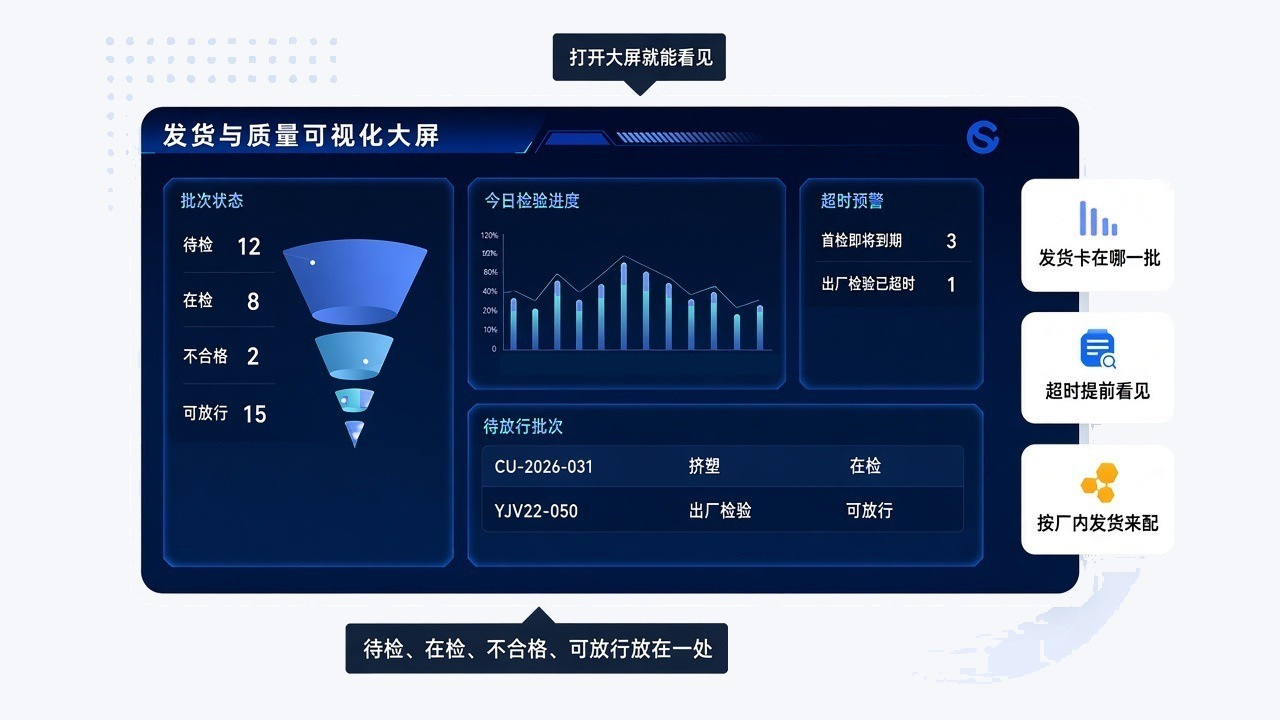 打开大屏就能看见
发货与质量可视化大屏
批次状态
待检 12
在检 8
不合格 2
可放行 15
今日检验进度
120%
100%
80%
40%
20%
10%
0
超时预警
首检即将到期 3
出厂检验已超时 1
待放行批次
CU-2026-031 挤塑 在检
YJV22-050 出厂检验 可放行
发货卡在哪一批
超时提前看见
按厂内发货来配
待检、在检、不合格、可放行放在一处